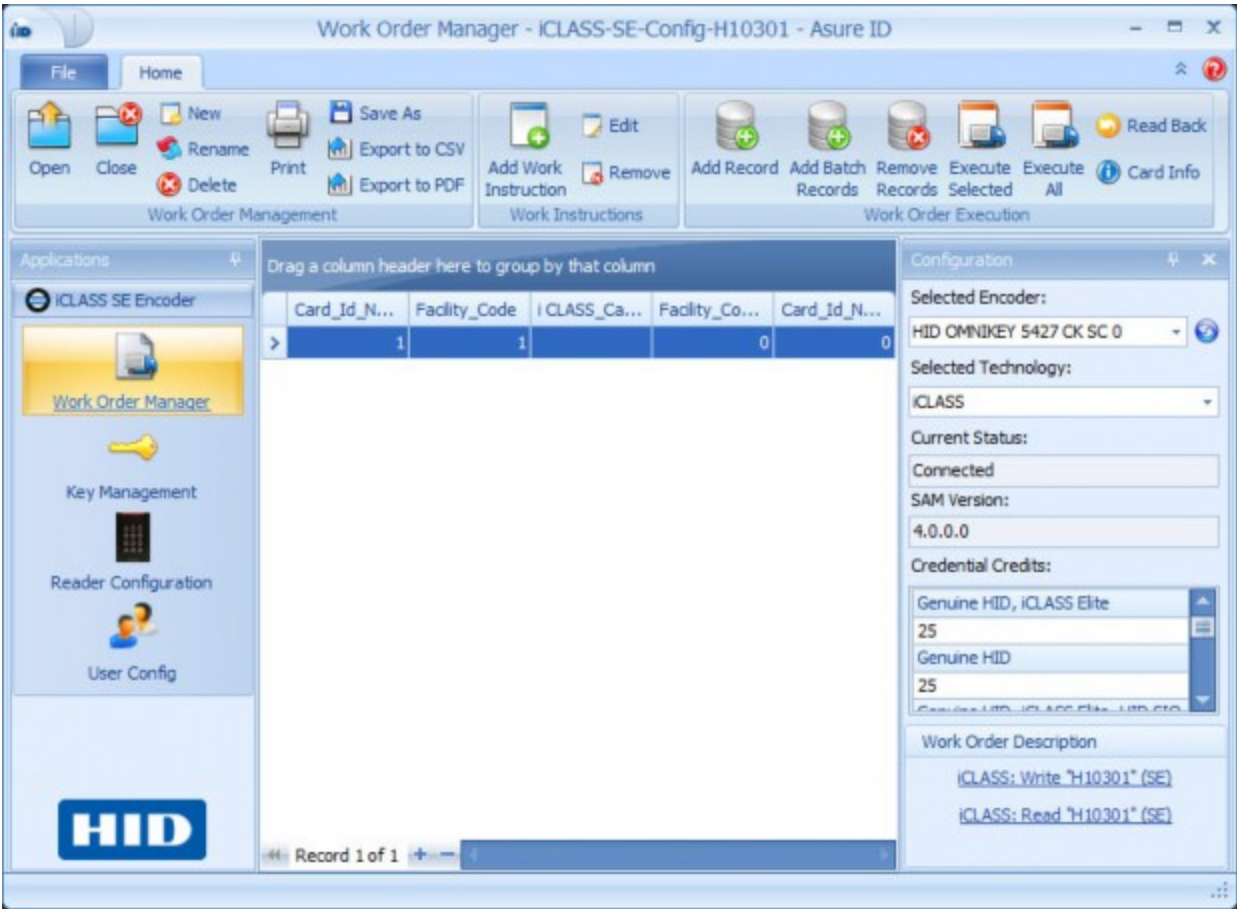 Work Order Manager - iCLASS-SE-Config-H10301 - Asure ID
File
Home
Open
Close
New
Rename
Delete
Print
Save As
Export to CSV
Export to PDF
Work Order Management
Add Work
Instruction
Edit
Remove
Work Instructions
Add Record
Add Batch
Records
Remove
Records
Execute
Selected
Execute
All
Read Back
Card Info
Work Order Execution
Applications
iCLASS SE Encoder
Work Order Manager
Key Management
Reader Configuration
User Config
HID
Drag a column header here to group by that column
Card_Id_N... Facility_Code iCLASS_Ca... Facility_Co... Card_Id_N...
1 1 0 0
Record 1 of 1
Configuration
Selected Encoder:
HID OMNIKEY 5427 CK SC 0
Selected Technology:
iCLASS
Current Status:
Connected
SAM Version:
4.0.0.0
Credential Credits:
Genuine HID, iCLASS Elite
25
Genuine HID
25
Genuine HID, iCLASS Elite, HID SIO
Work Order Description
iCLASS: Write "H10301" (SE)
iCLASS: Read "H10301" (SE)